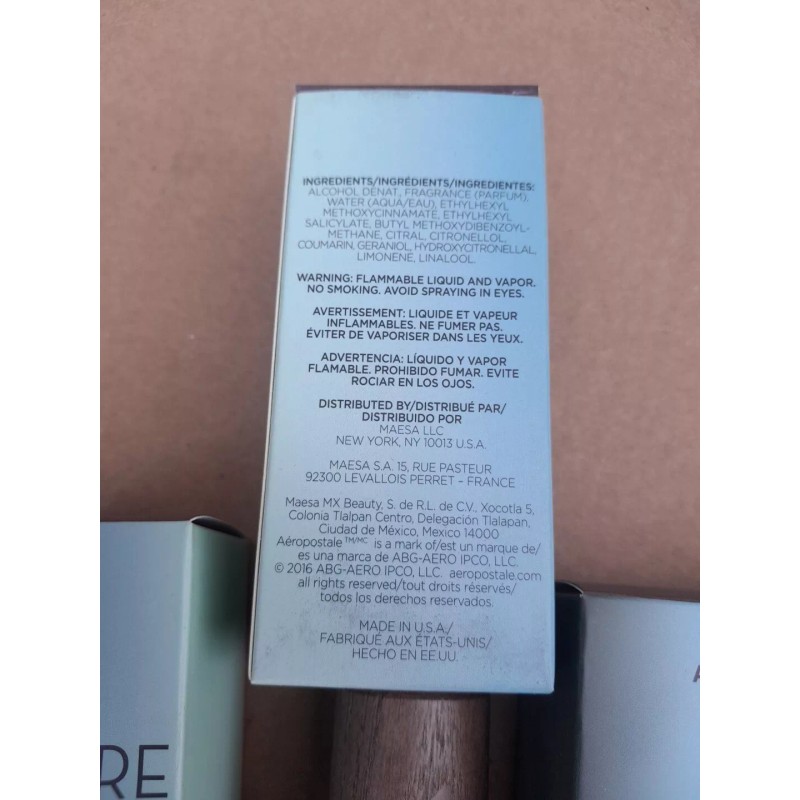 INGREDIENTS/INGRÉDIENTS/INGREDIENTES:
ALCOHOL DENAT, FRAGRANCE (PARFUM),
WATER (AQUA/EAU), ETHYLHEXYL
METHOXYCINNAMATE, ETHYLHEXYL
SALICYLATE, BUTYL METHOXYDIBENZOYL-
METHANE, CITRAL, CITRONELLOL,
COUMARIN, GERANIOL, HYDROXYCITRONELLAL,
LIMONENE, LINALOOL.
WARNING: FLAMMABLE LIQUID AND VAPOR.
NO SMOKING. AVOID SPRAYING IN EYES.
AVERTISSEMENT: LIQUIDE ET VAPEUR
INFLAMMABLES. NE FUMER PAS.
ÉVITER DE VAPORISER DANS LES YEUX.
ADVERTENCIA: LÍQUIDO Y VAPOR
FLAMABLE. PROHIBIDO FUMAR. EVITE
ROCIAR EN LOS OJOS.
DISTRIBUTED BY/DISTRIBUÉ PAR/
DISTRIBUIDO POR
MAESA LLC
NEW YORK, NY 10013 U.S.A.
MAESA S.A. 15, RUE PASTEUR
92300 LEVALLOIS PERRET – FRANCE
Maesa MX Beauty, S. de R.L. de C.V., Xocotla 5,
Colonia Tlalpan Centro, Delegación Tlalapan,
Ciudad de México, Mexico 14000
Aéropostale TM/MC is a mark of/est un marque de/
es una marca de ABG-AERO IPCO, LLC.
© 2016 ABG-AERO IPCO, LLC. aeropostale.com
all rights reserved/tout droits réservés/
todos los derechos reservados.
MADE IN U.S.A./
FABRIQUÉ AUX ÉTATS-UNIS/
HECHO EN EE.UU.
RE
A